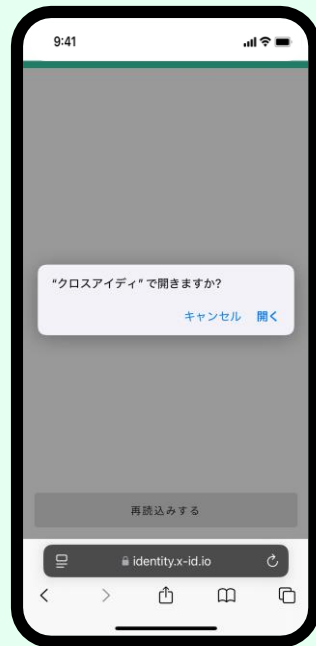 9:41
“クロスアイディ” で開きますか?
キャンセル 開く
再読込みする
identity.x-id.io